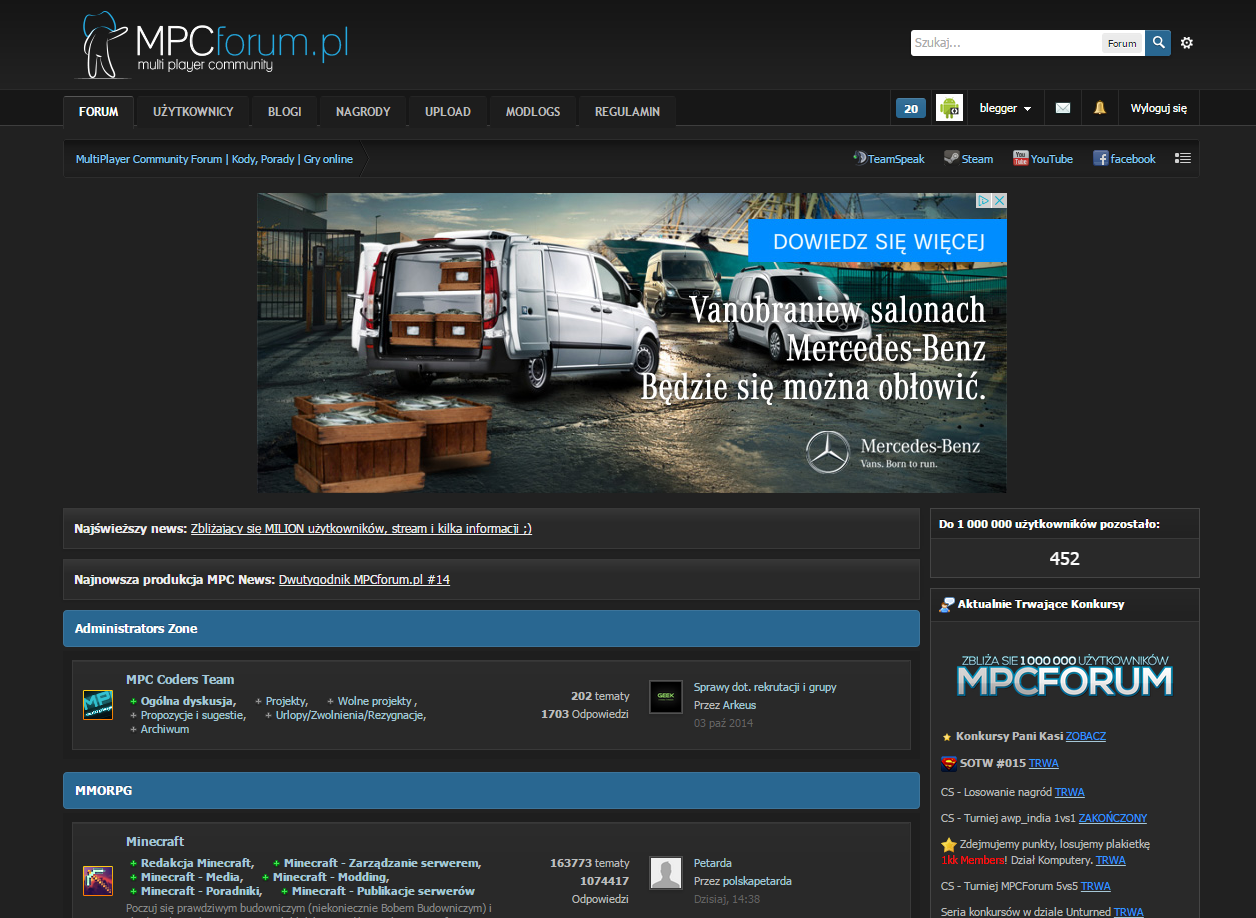 MPCforum.pl
multi player community
Szukaj...
Forum
FORUM
UŻYTKOWNICY
BLOGI
NAGRODY
UPLOAD
MODLOGS
REGULAMIN
20
blegger
Wyloguj się
MultiPlayer Community Forum | Kody, Porady | Gry online
TeamSpeak
Steam
YouTube
facebook
DOWIEDZ SIĘ WIĘCEJ
Vanobraniew salonach
Mercedes-Benz
Będzie się można obłowić.
Mercedes-Benz
Vans. Born to run.
Najświeższy news: Zbliżający się MILION użytkowników, stream i kilka informacji ;)
Najnowsza produkcja MPC News: Dwutygodnik MPCforum.pl #14
Administrators Zone
MPC Coders Team
+ Ogólna dyskusja, + Projekty, + Wolne projekty ,
+ Propozycje i sugestie, + Urlopy/Zwolnienia/Rezygnacje,
+ Archiwum
202 tematy
1703 Odpowiedzi
GEEK
Sprawy dot. rekrutacji i grupy
Przez Arkeus
03 paź 2014
MMORPG
Minecraft
+ Redakcja Minecraft, + Minecraft - Zarządzanie serwerem,
+ Minecraft - Media, + Minecraft - Modding,
+ Minecraft - Poradniki, + Minecraft - Publikacje serwerów
Poczuj się prawdziwym budowniczym (niekoniecznie Bobem Budowniczym) i
163773 tematy
1074417
Odpowiedzi
Petarda
Przez polskapetarda
Dzisiaj, 14:38
Do 1 000 000 użytkowników pozostało:
452
Aktualnie Trwające Konkursy
ZBLIŻA SIE 1 000 000 UŻYTKOWNIKÓW
MPCFORUM
Konkursy Pani Kasi ZOBACZ
SOTW #015 TRWA
CS - Losowanie nagród TRWA
CS - Turniej awp_india 1vs1 ZAKOŃCZONY
Zdejmujemy punkty, losujemy plakietkę
1kk Members! Dział Komputery. TRWA
CS - Turniej MPCForum 5vs5 TRWA
Seria konkursów w dziale Unturned TRWA